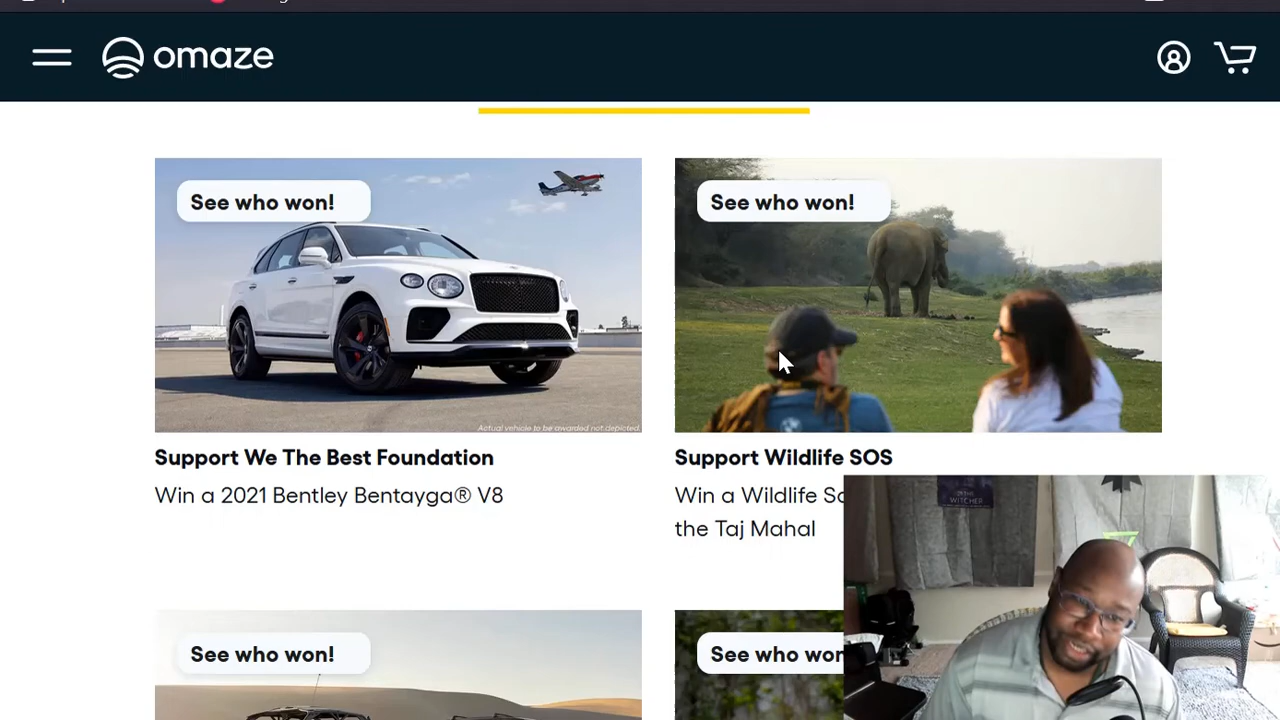 omaze
See who won!
See who won!
Actual vehicle to be awarded not depicted.
Support We The Best Foundation
Win a 2021 Bentley Bentayga® V8
Support Wildlife SOS
Win a Wildlife
the Taj Mahal
WITCHER
See who won!
See who